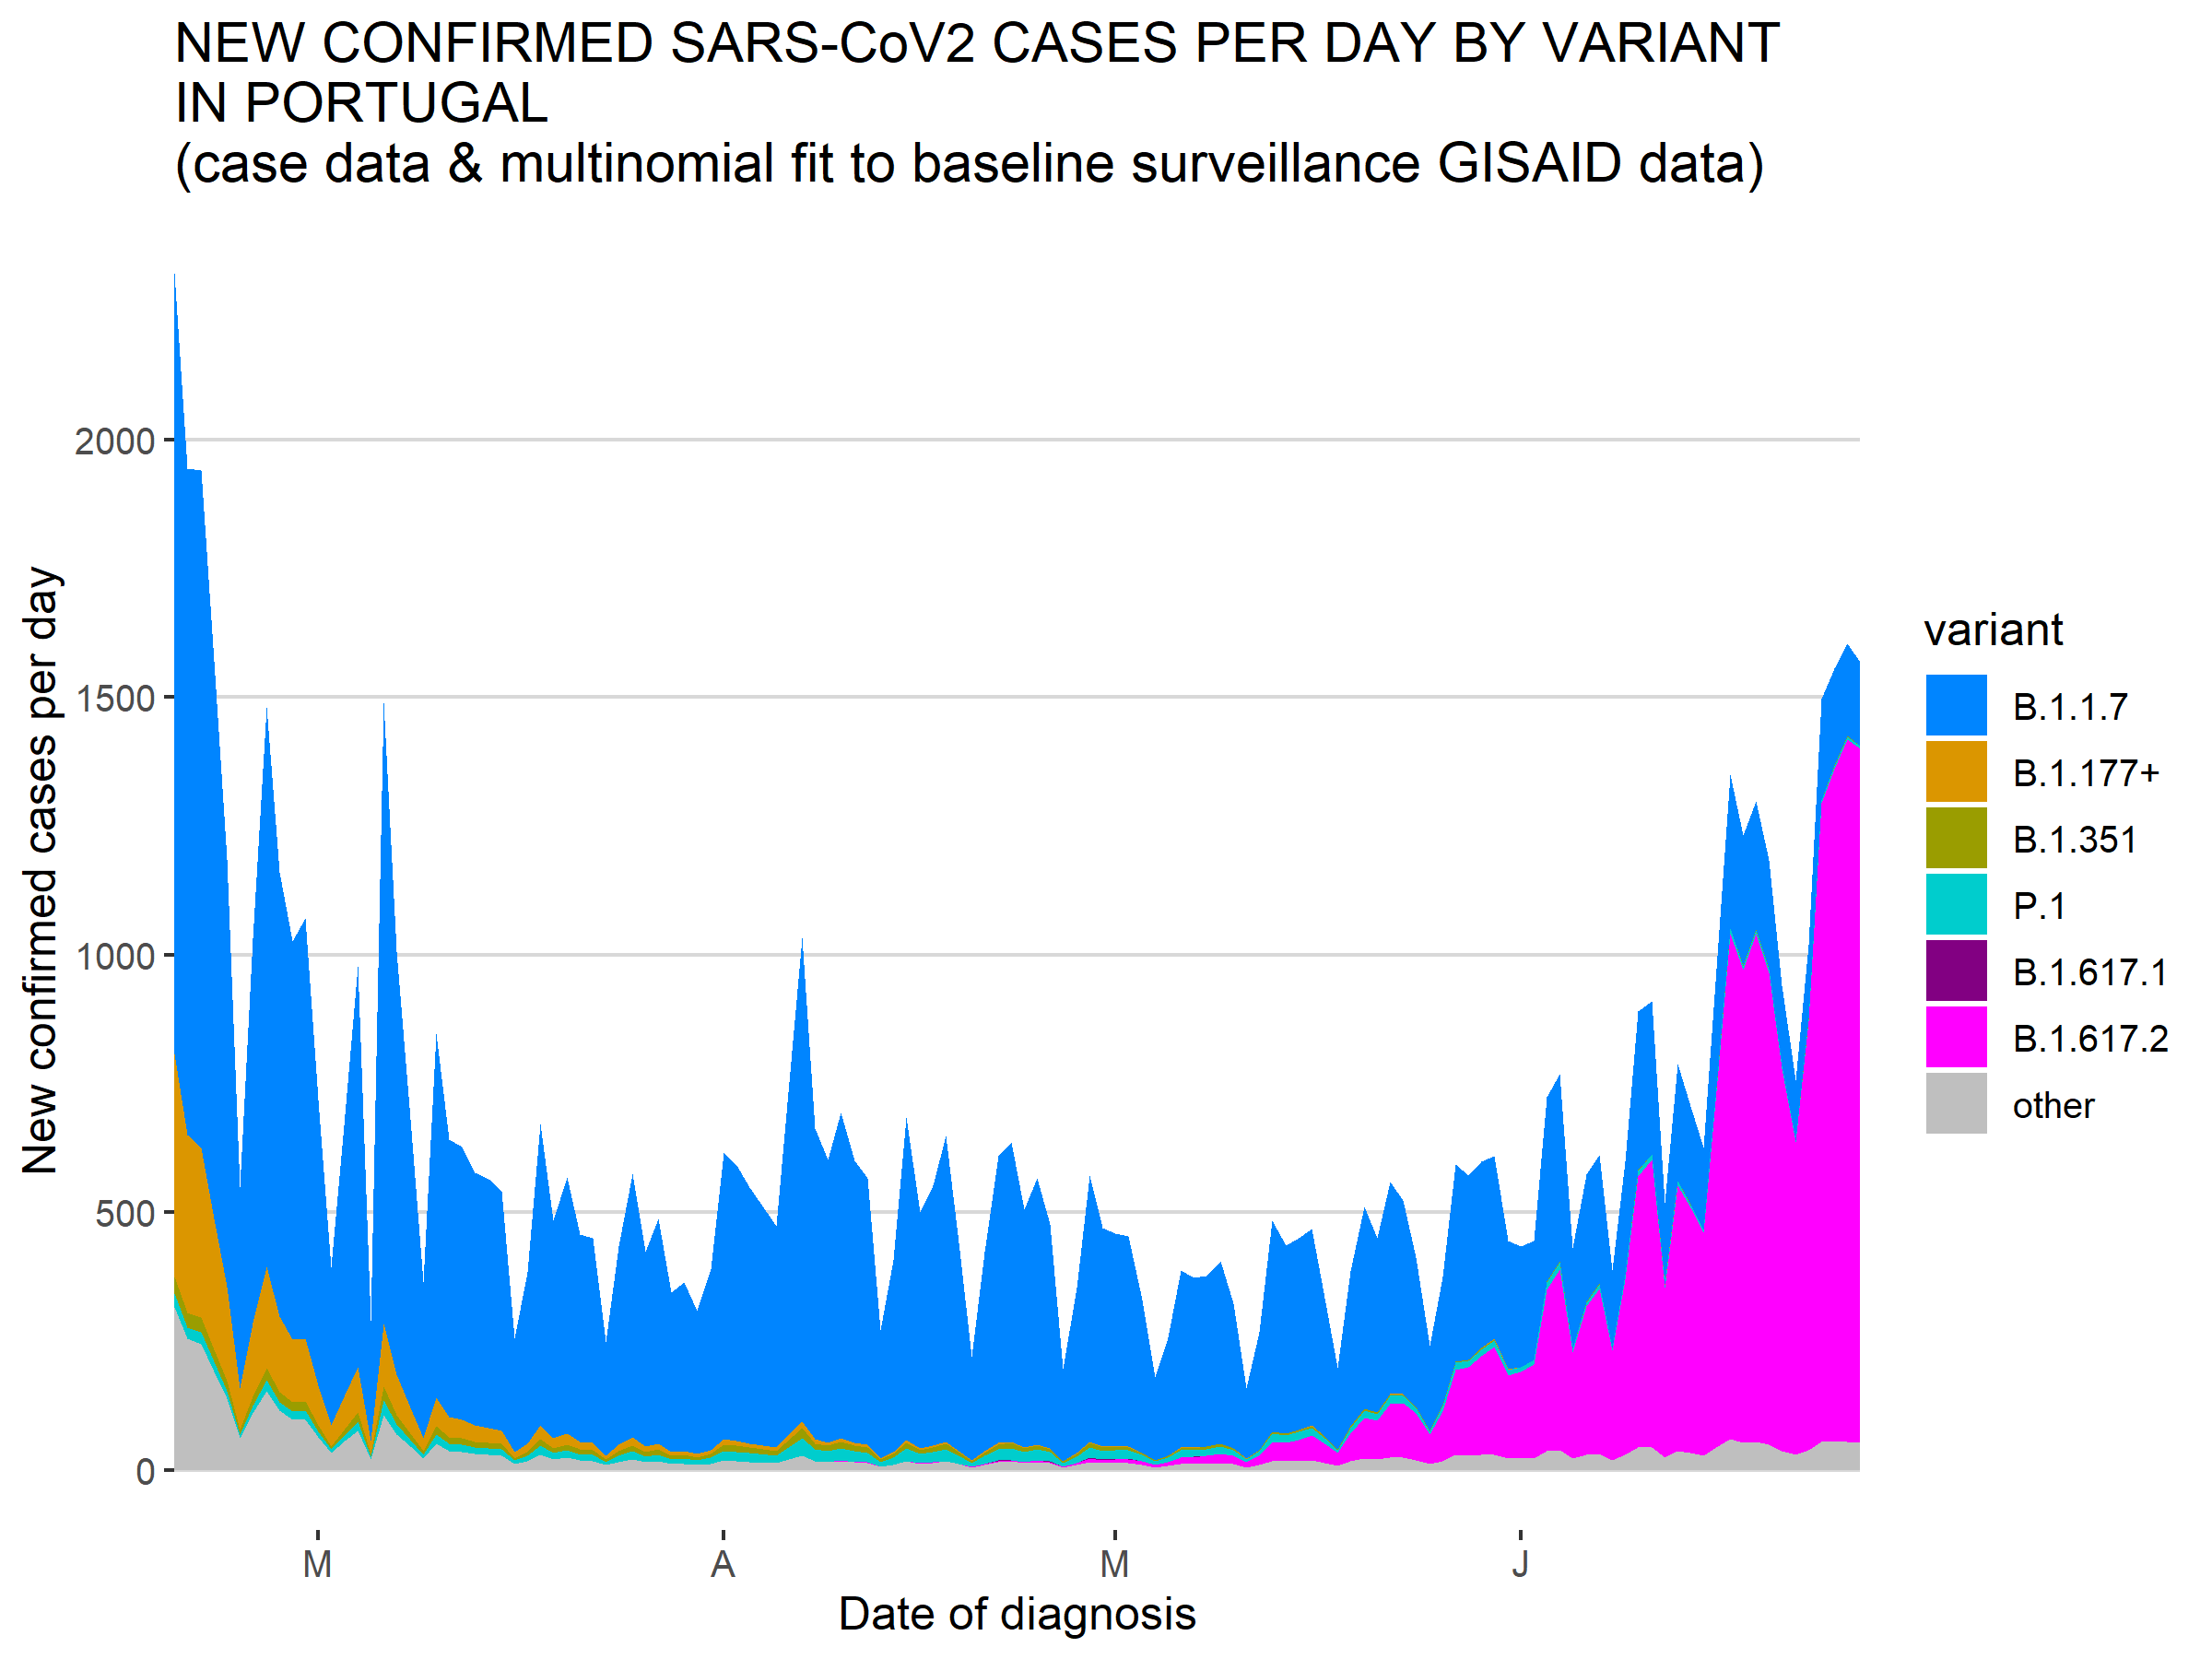 NEW CONFIRMED SARS-CoV2 CASES PER DAY BY VARIANT
IN PORTUGAL
(case data & multinomial fit to baseline surveillance GISAID data)
New confirmed cases per day
2000
1500
1000
500
0
M
A
M
J
Date of diagnosis
variant
B.1.1.7
B.1.177+
B.1.351
P.1
B.1.617.1
B.1.617.2
other